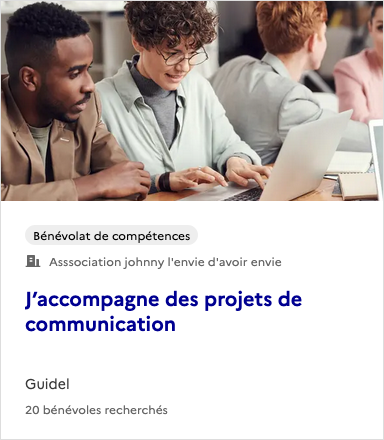 Bénévolat de compétences
Asssociation johnny l'envie d'avoir envie
J’accompagne des projets de
communication
Guidel
20 bénévoles recherchés